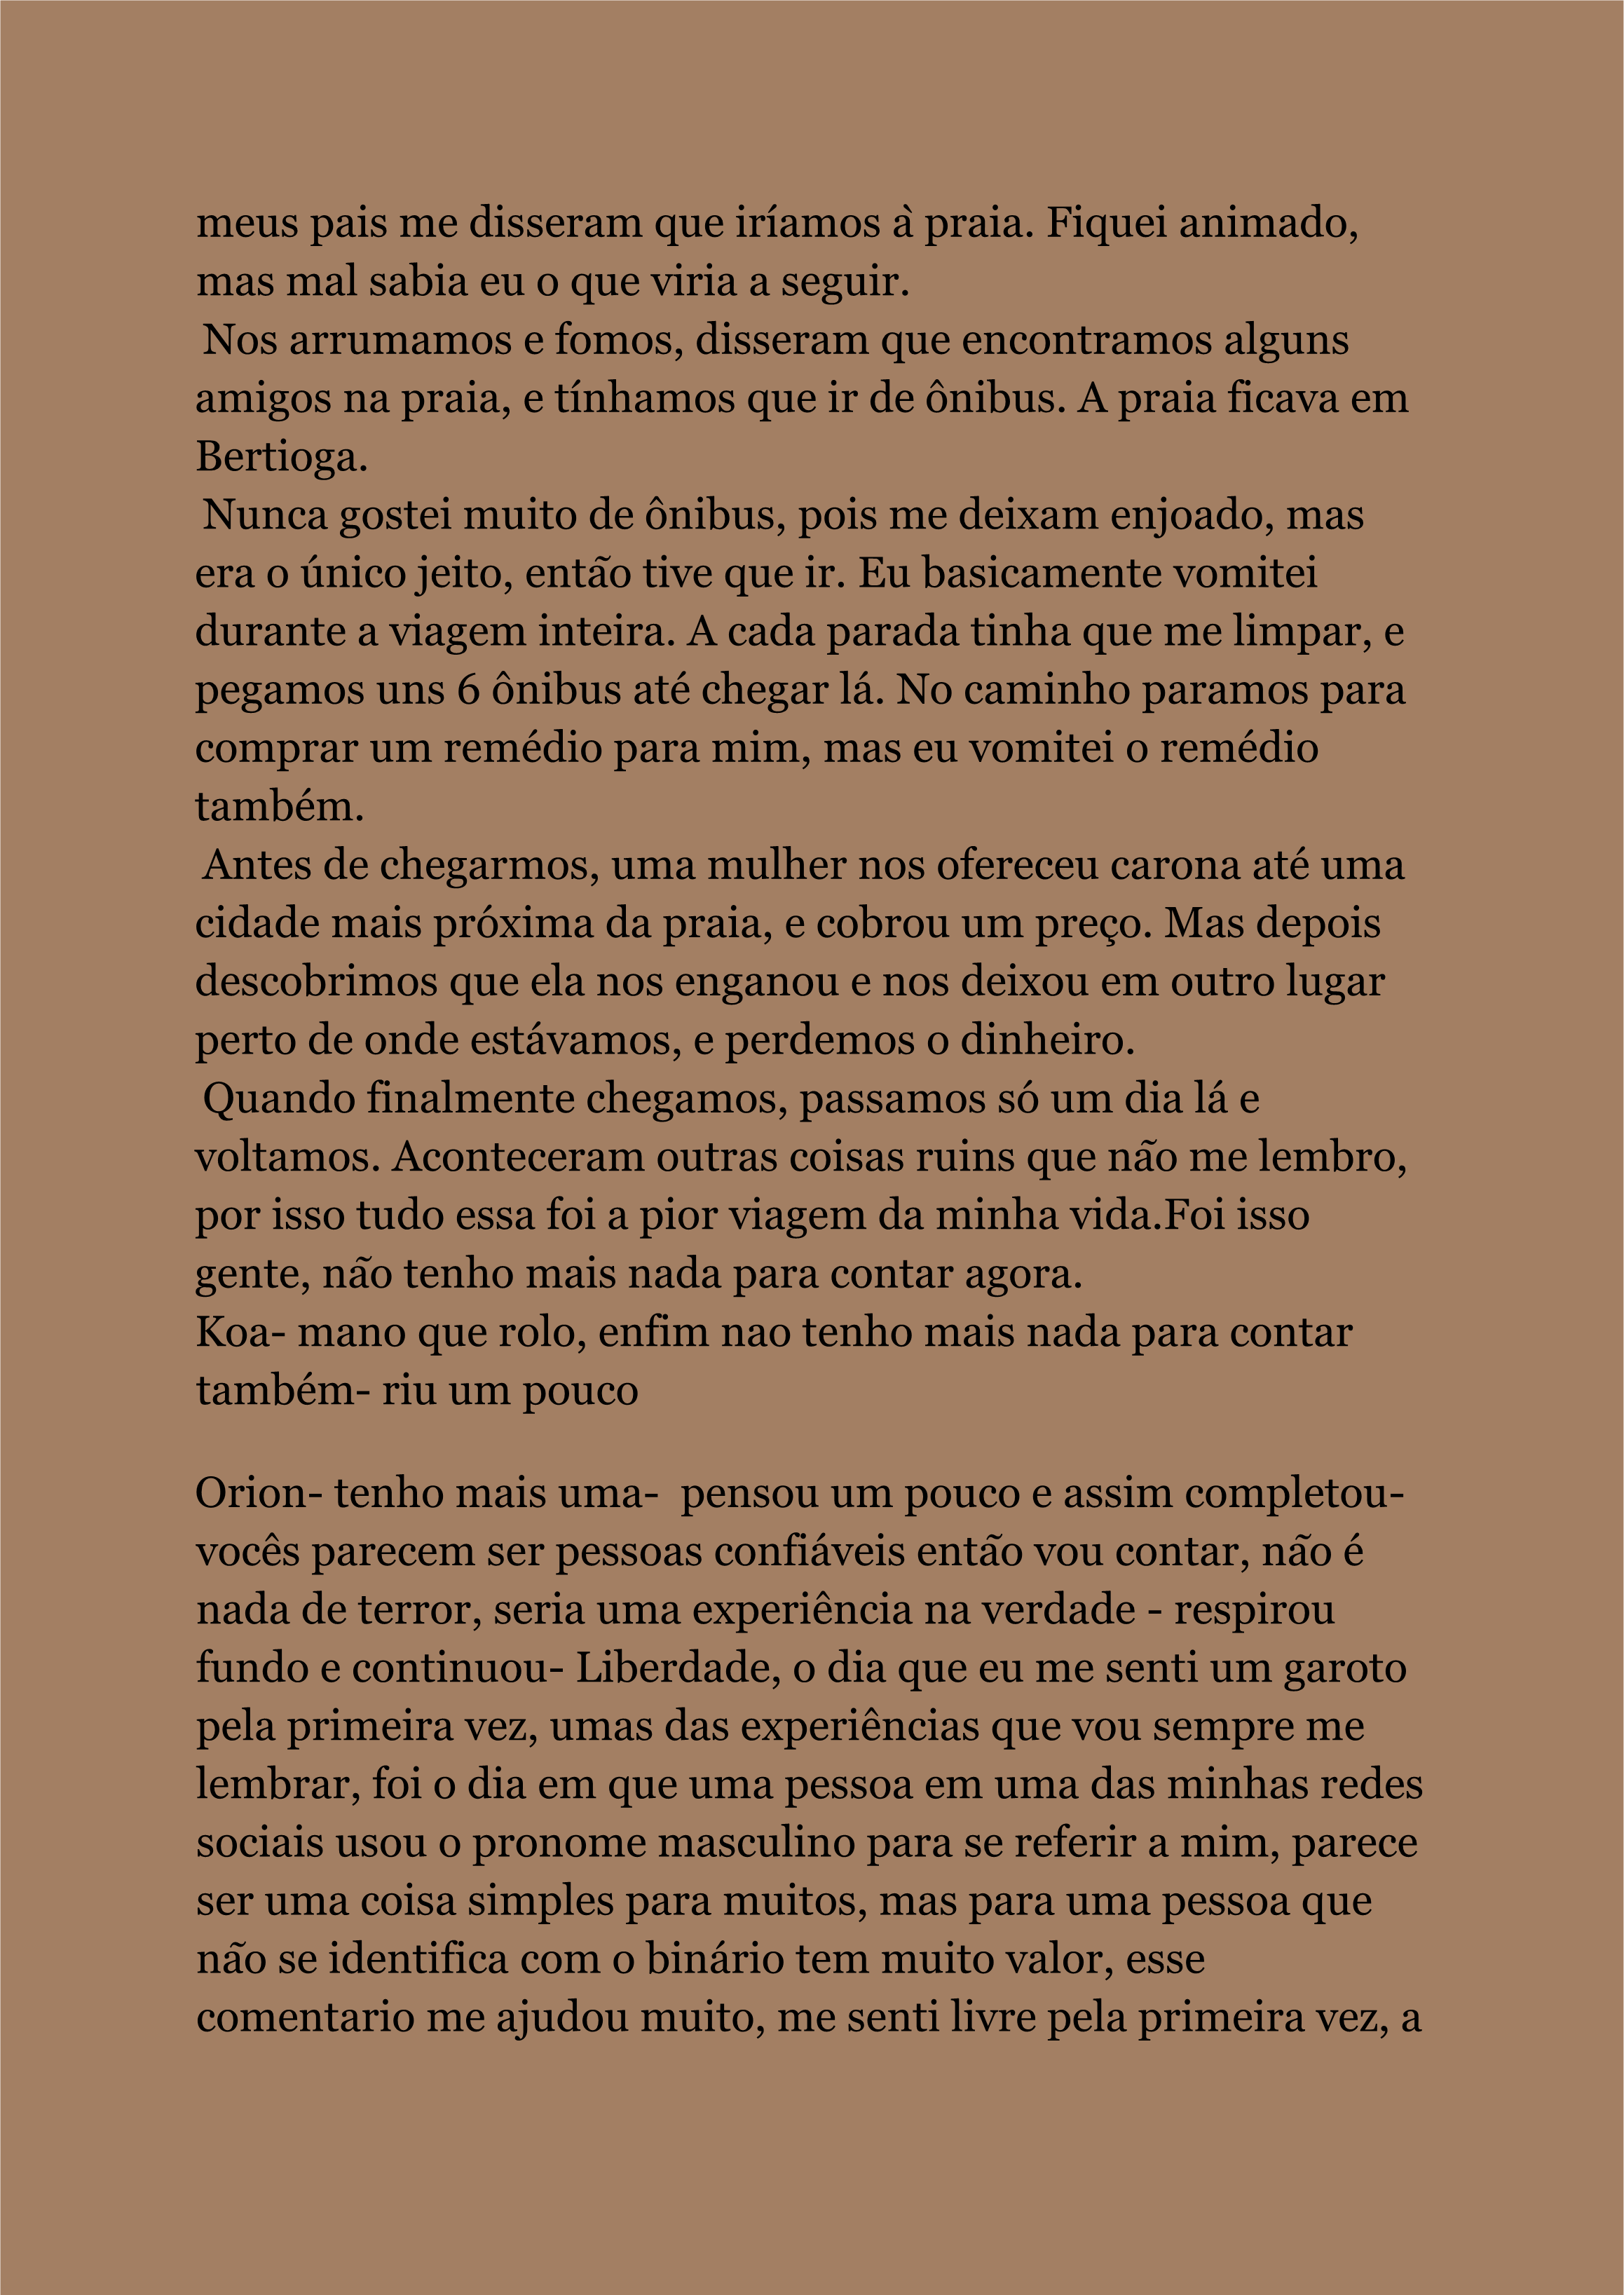 meus pais me disseram que iríamos à praia. Fiquei animado,
mas mal sabia eu o que viria a seguir.
Nos arrumamos e fomos, disseram que encontramos alguns
amigos na praia, e tínhamos que ir de ônibus. A praia ficava em
Bertioga.
Nunca gostei muito de ônibus, pois me deixam enjoado, mas
era o único jeito, então tive que ir. Eu basicamente vomitei
durante a viagem inteira. A cada parada tinha que me limpar, e
pegamos uns 6 ônibus até chegar lá. No caminho paramos para
comprar um remédio para mim, mas eu vomitei o remédio
também.
Antes de chegarmos, uma mulher nos ofereceu carona até uma
cidade mais próxima da praia, e cobrou um preço. Mas depois
descobrimos que ela nos enganou e nos deixou em outro lugar
perto de onde estávamos, e perdemos o dinheiro.
Quando finalmente chegamos, passamos só um dia lá e
voltamos. Aconteceram outras coisas ruins que não me lembro,
por isso tudo essa foi a pior viagem da minha vida.Foi isso
gente, não tenho mais nada para contar agora.
Koa- mano que rolo, enfim nao tenho mais nada para contar
também- riu um pouco
Orion- tenho mais uma-  pensou um pouco e assim completou-
vocês parecem ser pessoas confiáveis então vou contar, não é
nada de terror, seria uma experiência na verdade - respirou
fundo e continuou- Liberdade, o dia que eu me senti um garoto
pela primeira vez, umas das experiências que vou sempre me
lembrar, foi o dia em que uma pessoa em uma das minhas redes
sociais usou o pronome masculino para se referir a mim, parece
ser uma coisa simples para muitos, mas para uma pessoa que
não se identifica com o binário tem muito valor, esse
comentario me ajudou muito, me senti livre pela primeira vez, a